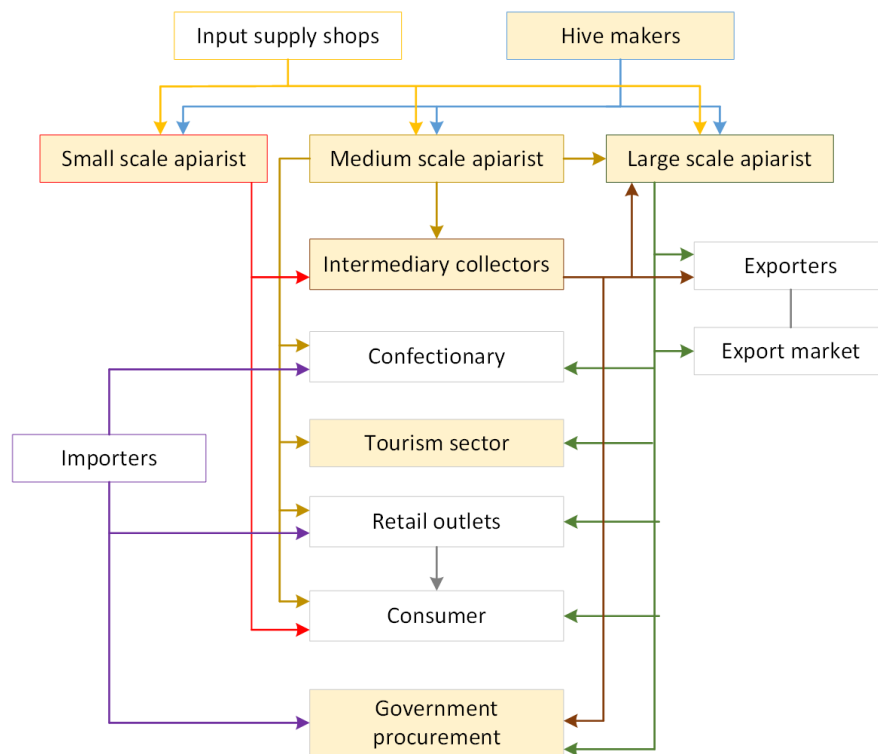 Input supply shops
Hive makers
Small scale apiarist
Medium scale apiarist
Large scale apiarist
Intermediary collectors
Exporters
Confectionary
Export market
Tourism sector
Importers
Retail outlets
Consumer
Government
procurement